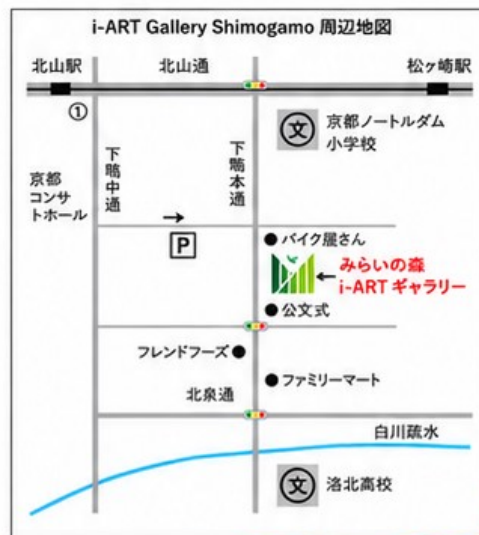 i-ART Gallery Shimogamo 周辺地図
北山駅
北山通
松ヶ崎駅
①
文
京都ノートルダム
小学校
下鴨中通
下鴨本通
京都
コンサ
トホール
→
P
バイク屋さん
みらいの森
i-ART ギャラリー
公文式
フレンドフーズ
ファミリーマート
北泉通
白川疏水
文
洛北高校